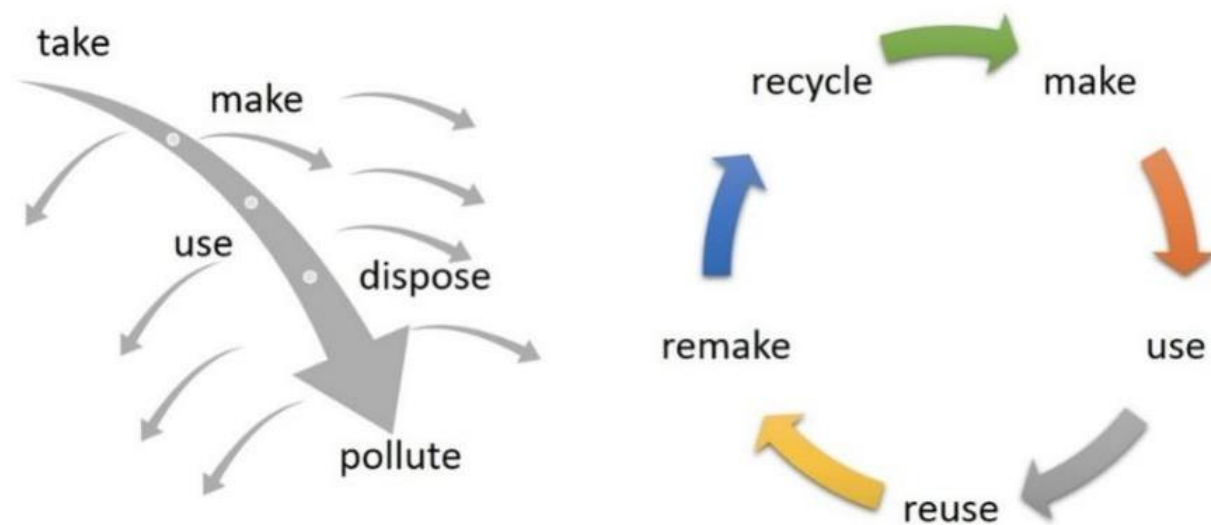 take
make
use
dispose
pollute
recycle
make
use
reuse
remake